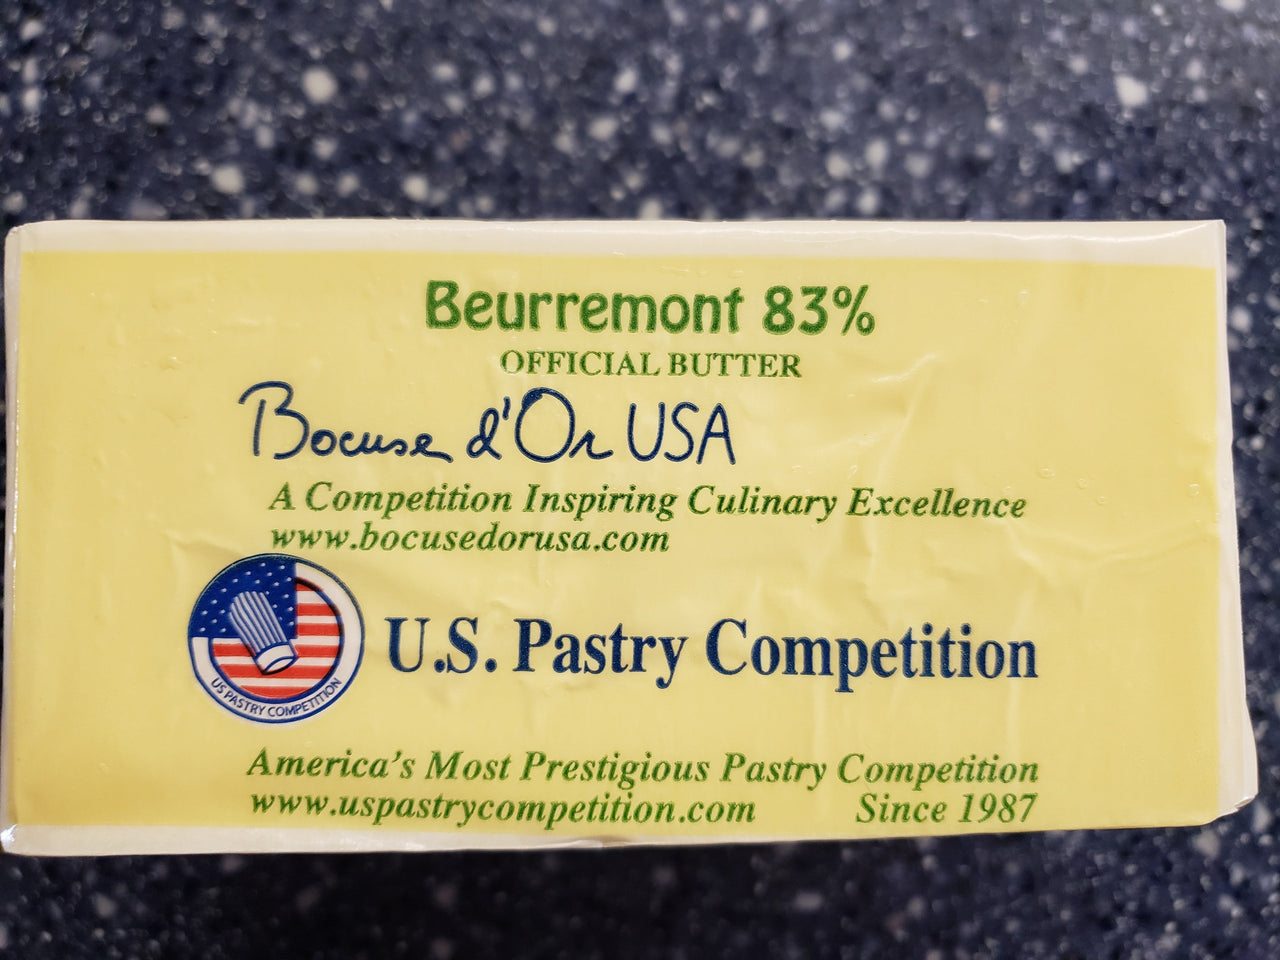 Beurremont 83%
OFFICIAL BUTTER
Bocuse d'Or USA
A Competition Inspiring Culinary Excellence
www.bocusedorusa.com
US PASTRY COMPETITION
U.S. Pastry Competition
America's Most Prestigious Pastry Competition
www.uspastrycompetition.com Since 1987